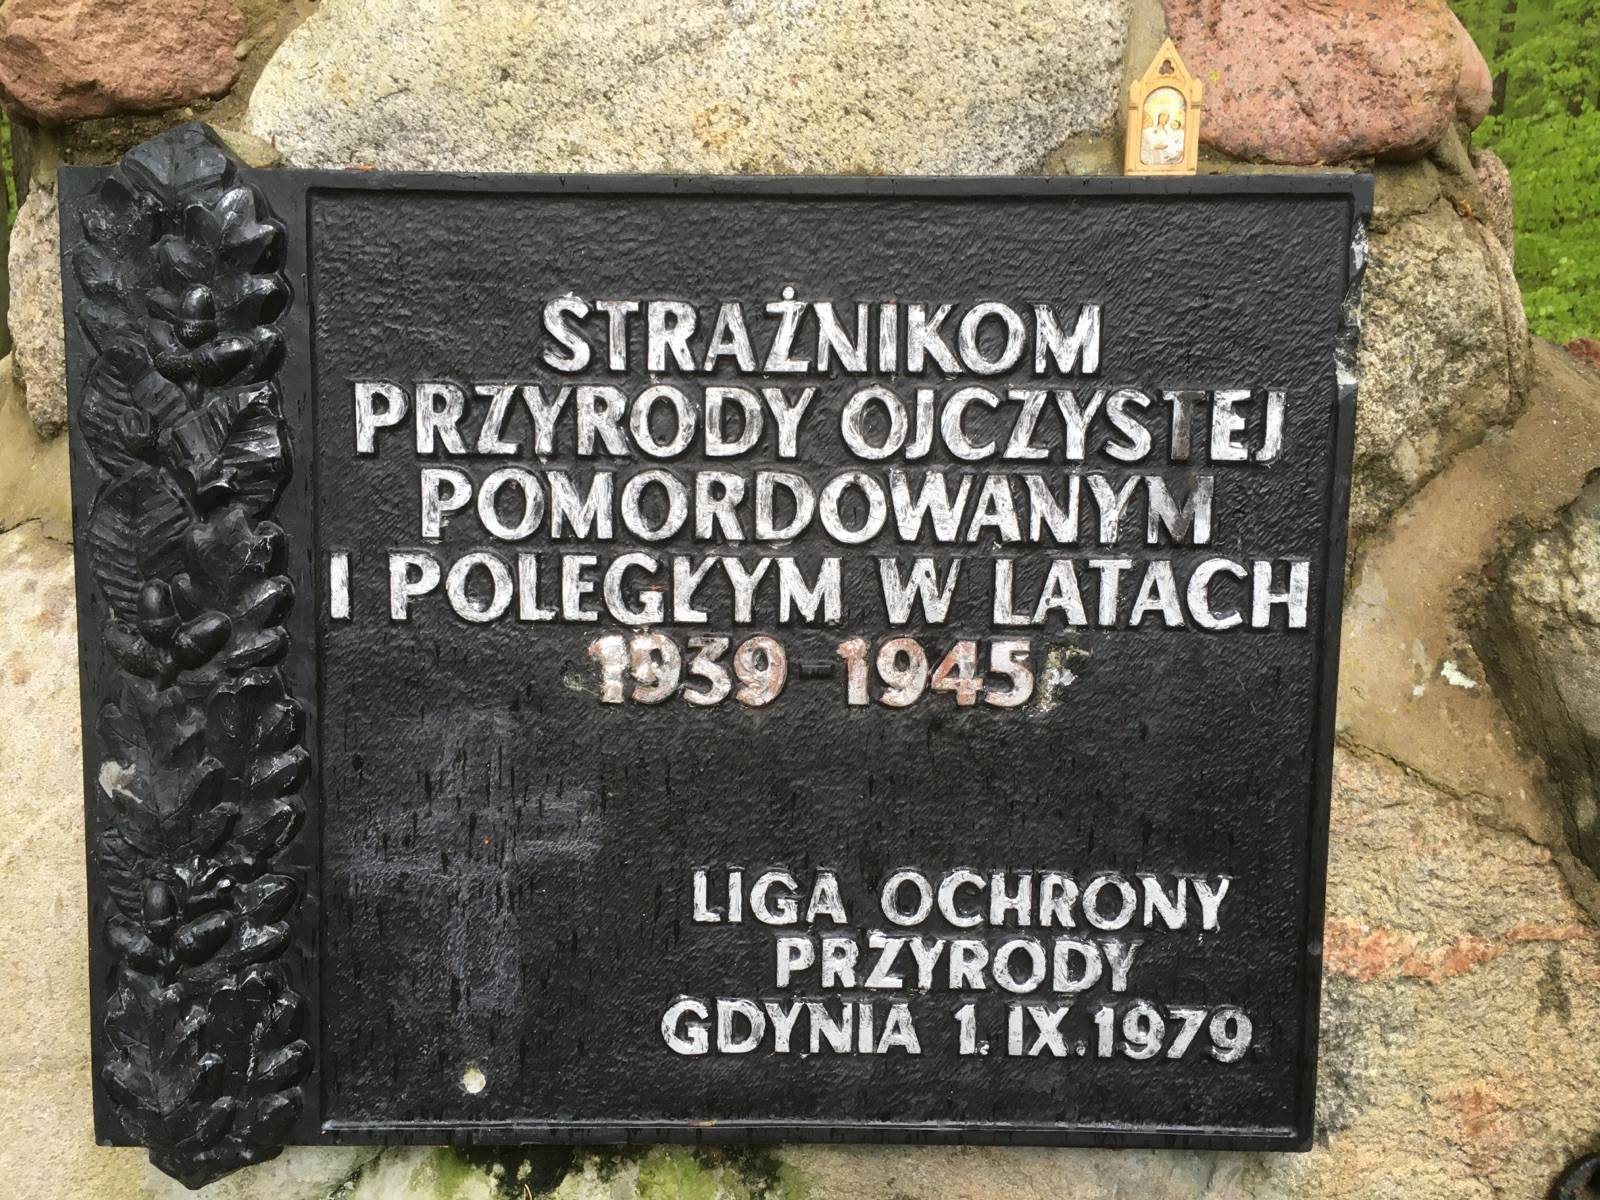 STRAŻNIKOM
PRZYRODY OJCZYSTEJ
POMORDOWANYM
I POLEGŁYM W LATACH
1939-1945
LIGA OCHRONY
PRZYRODY
GDYNIA 1.IX.1979